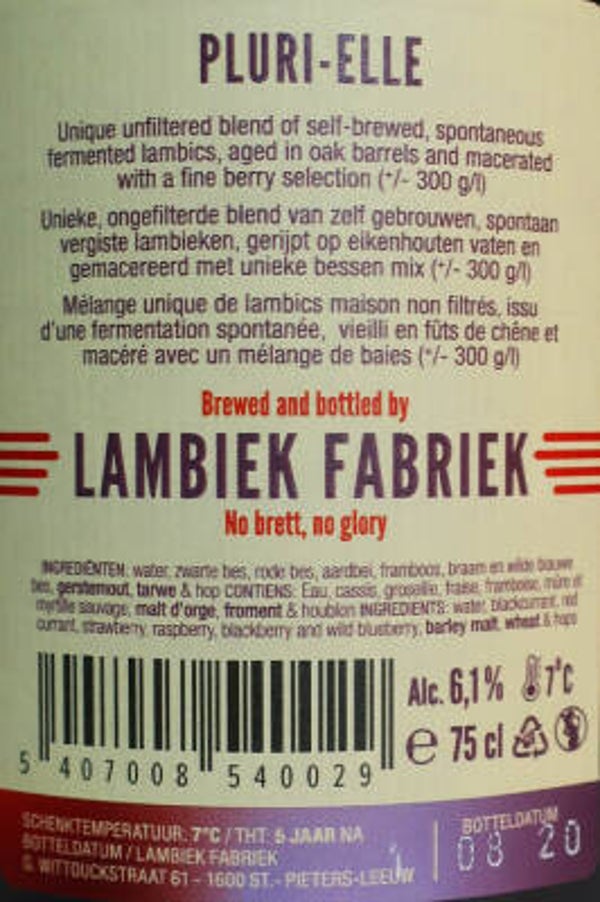 PLURI-ELLE
Unique unfiltered blend of self-brewed, spontaneous
fermented lambics, aged in oak barrels and macerated
with a fine berry selection (+/- 300 g/l)
Unieke, ongefilterde blend van zelf gebrouwen, spontaan
vergiste lambieken, gerijpt op eikenhouten vaten en
gemacereerd met unieke bessen mix (+/- 300 g/l)
Mélange unique de lambics maison non filtrés, issu
d'une fermentation spontanée, vieilli en fûts de chêne et
macéré avec un mélange de baies (+/- 300 g/l)
Brewed and bottled by
LAMBIEK FABRIEK
No brett, no glory
INGREDIËNTEN: water, zwarte bes, rode bes, aardbei, framboos, braam en wilde blauwe
bes, gerstemout, tarwe & hop CONTIENS: Eau, cassis, groseille, fraise, framboise, mûre et
myrtille sauvage, malt d'orge, froment & houblon INGREDIENTS: water, blackcurrant, red
currant, strawberry, raspberry, blackberry and wild blueberry, barley malt, wheat & hops
Alc. 6,1% 7°C
e 75 cl
5 407008 540029
SCHENKTEMPERATUUR: 7°C / THT: 5 JAAR NA
BOTTELDATUM / LAMBIEK FABRIEK
G. WITTOUCKSTRAAT 61 - 1600 ST.- PIETERS-LEEUW
BOTTELDATUM
08 20